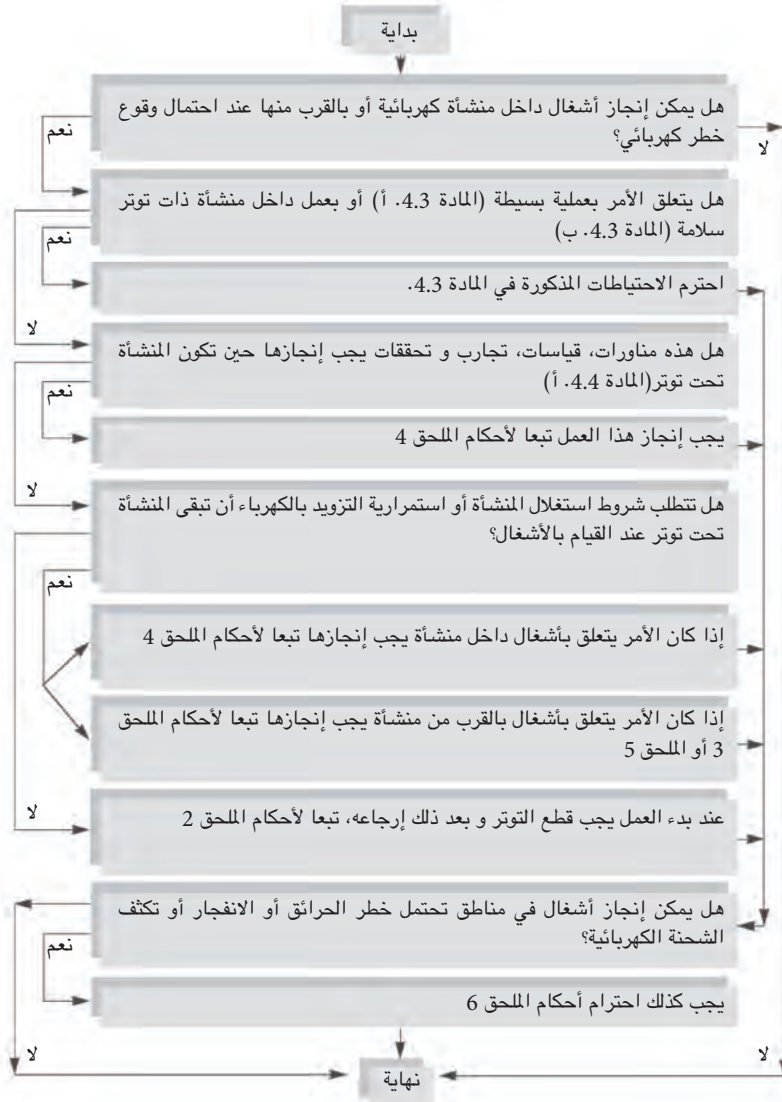 بداية
هل يمكن إنجاز أشغال داخل منشأة كهربائية أو بالقرب منها عند احتمال وقوع
خطر كهربائي؟
نعم
لا
هل يتعلق الأمر بعملية بسيطة (المادة 4.3. أ) أو بعمل داخل منشأة ذات توتر
سلامة (المادة 4.3. ب)
نعم
احترم الاحتياطات المذكورة في المادة 4.3.
لا
هل هذه مناورات، قياسات، تجارب و تحققات يجب إنجازها حين تكون المنشأة
تحت توتر(المادة 4.4. أ)
نعم
يجب إنجاز هذا العمل تبعا لأحكام الملحق 4
لا
هل تتطلب شروط استغلال المنشأة أو استمرارية التزويد بالكهرباء أن تبقى المنشأة
تحت توتر عند القيام بالأشغال؟
نعم
إذا كان الأمر يتعلق بأشغال داخل منشأة يجب إنجازها تبعا لأحكام الملحق 4
إذا كان الأمر يتعلق بأشغال بالقرب من منشأة يجب إنجازها تبعا لأحكام الملحق
3 أو الملحق 5
لا
عند بدء العمل يجب قطع التوتر و بعد ذلك إرجاعه، تبعا لأحكام الملحق 2
هل يمكن إنجاز أشغال في مناطق تحتمل خطر الحرائق أو الانفجار أو تكثف
الشحنة الكهربائية؟
نعم
يجب كذلك احترام أحكام الملحق 6
لا
لا
نهاية